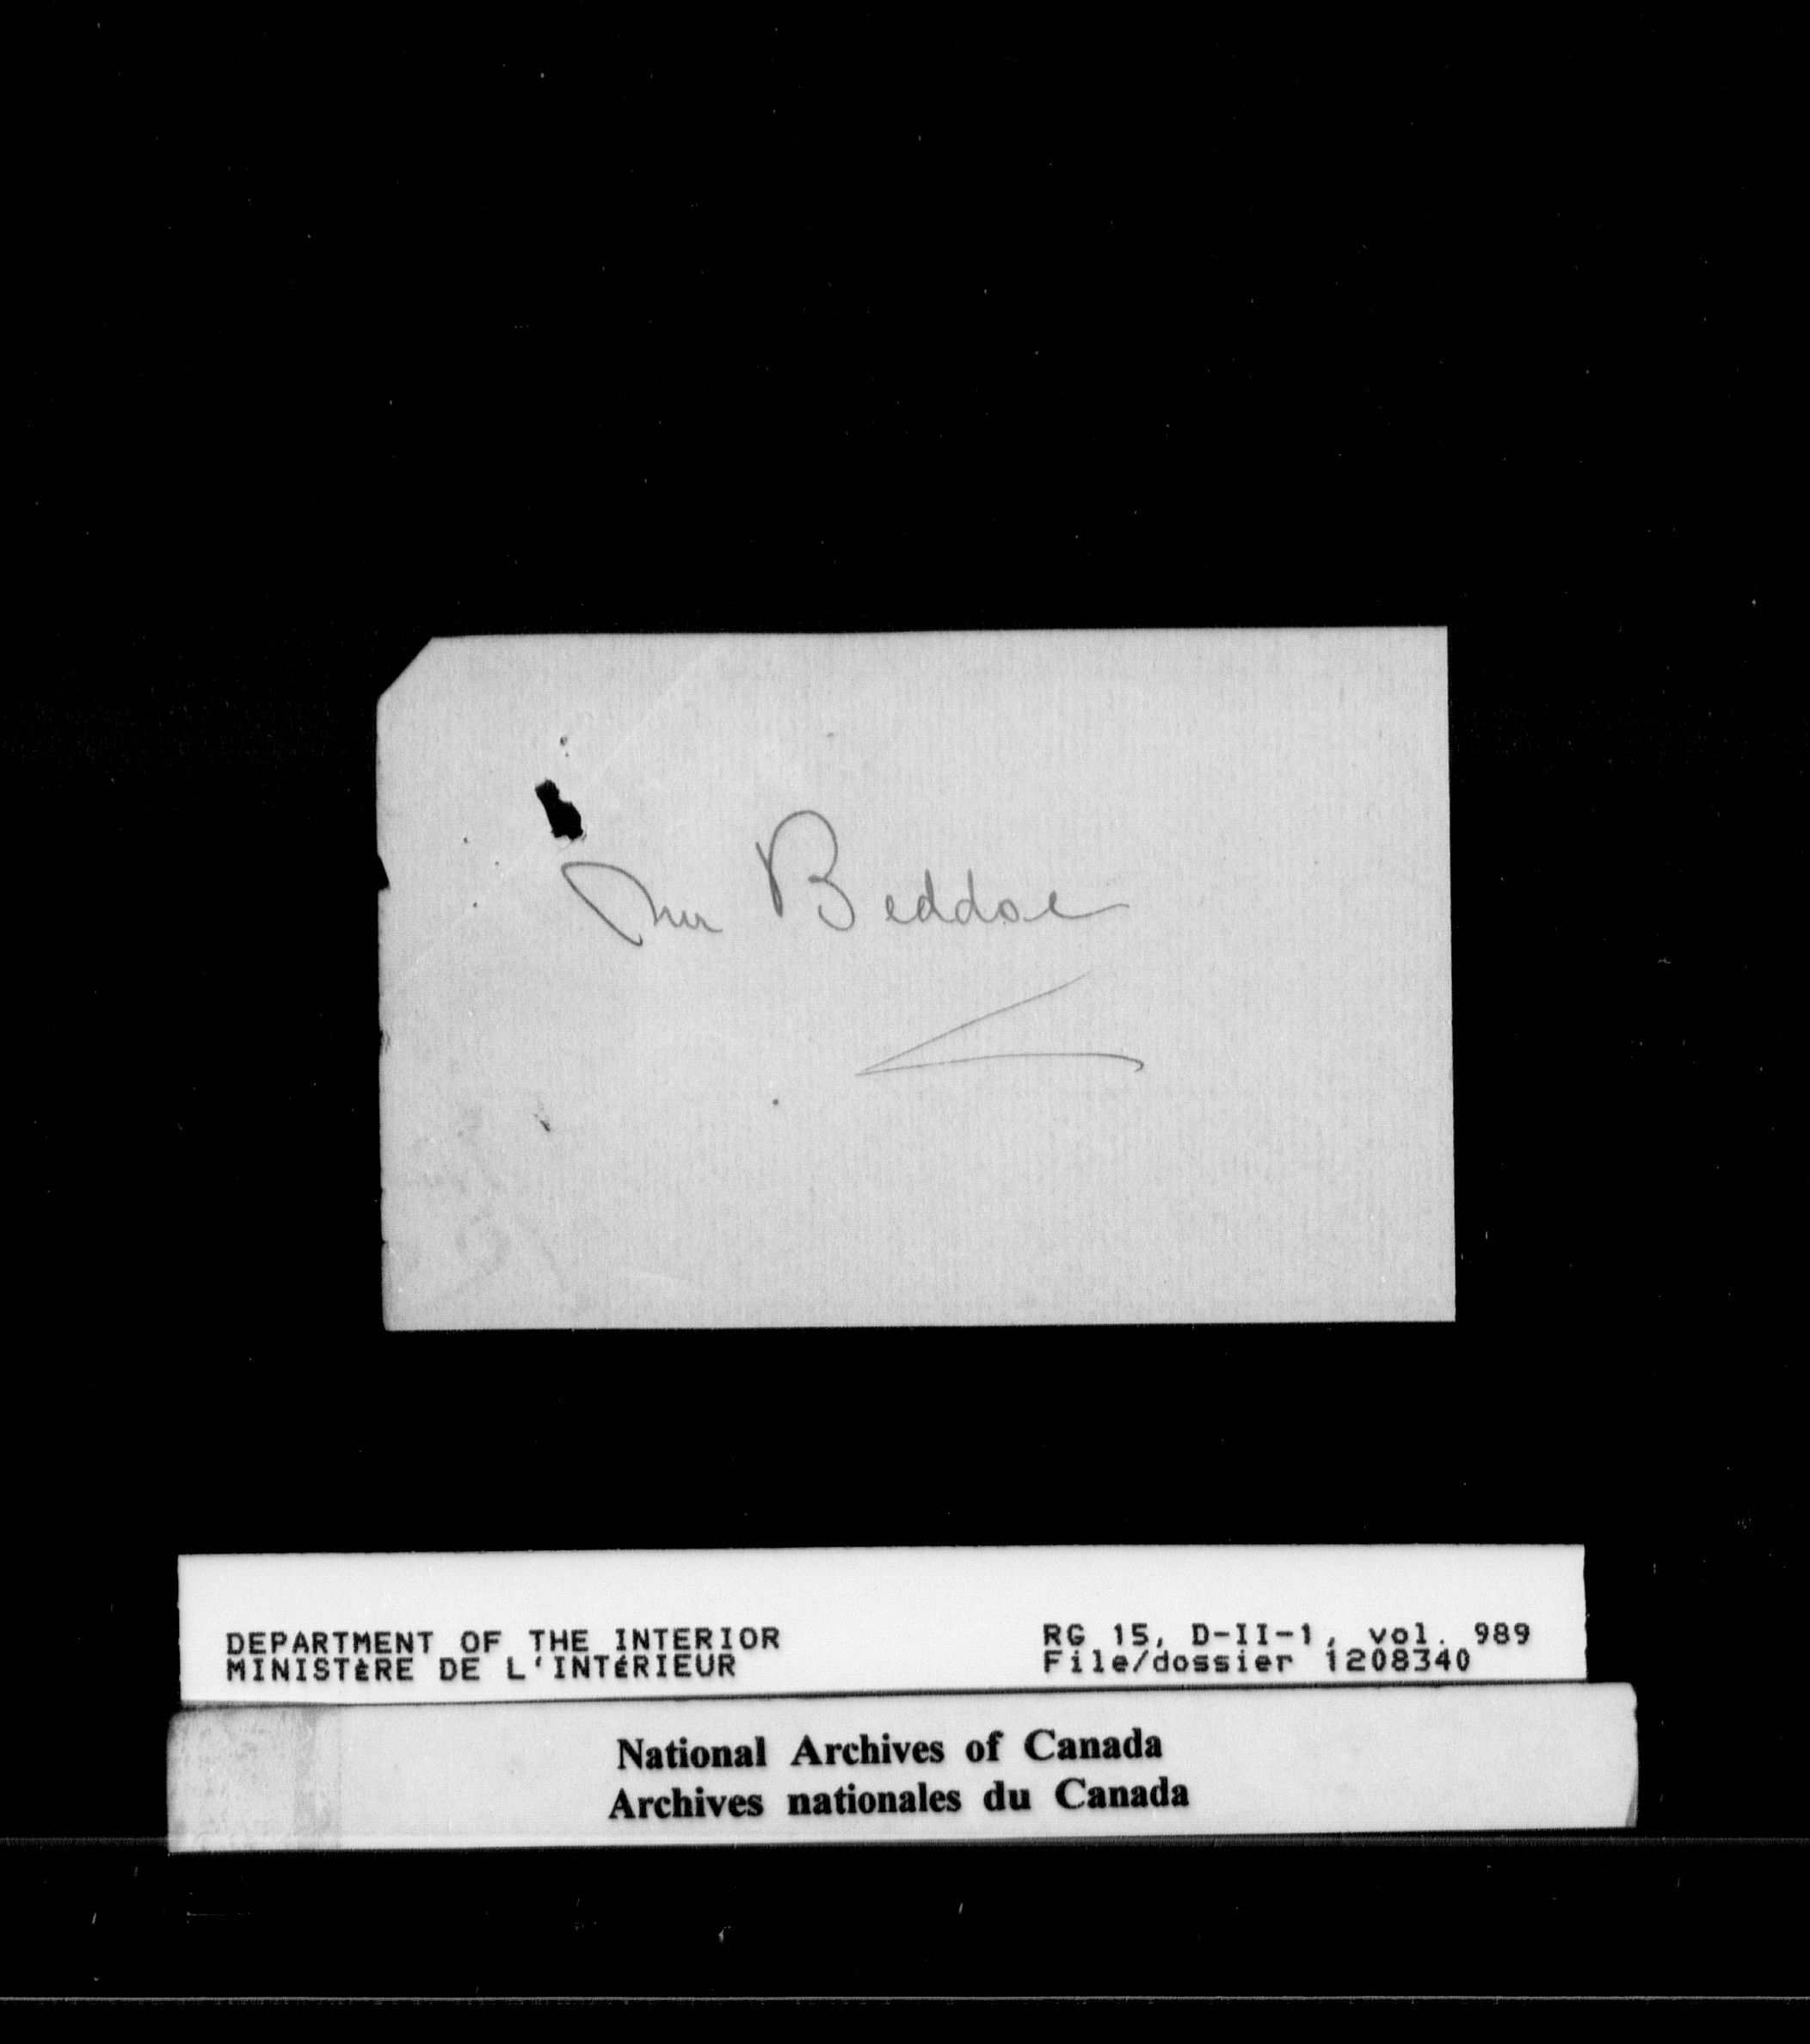 Mr Beddoe
DEPARTMENT OF THE INTERIOR
MINISTÈRE DE L'INTÉRIEUR
RG 15, D-II-1, vol. 989
File/dossier 1208340
National Archives of Canada
Archives nationales du Canada